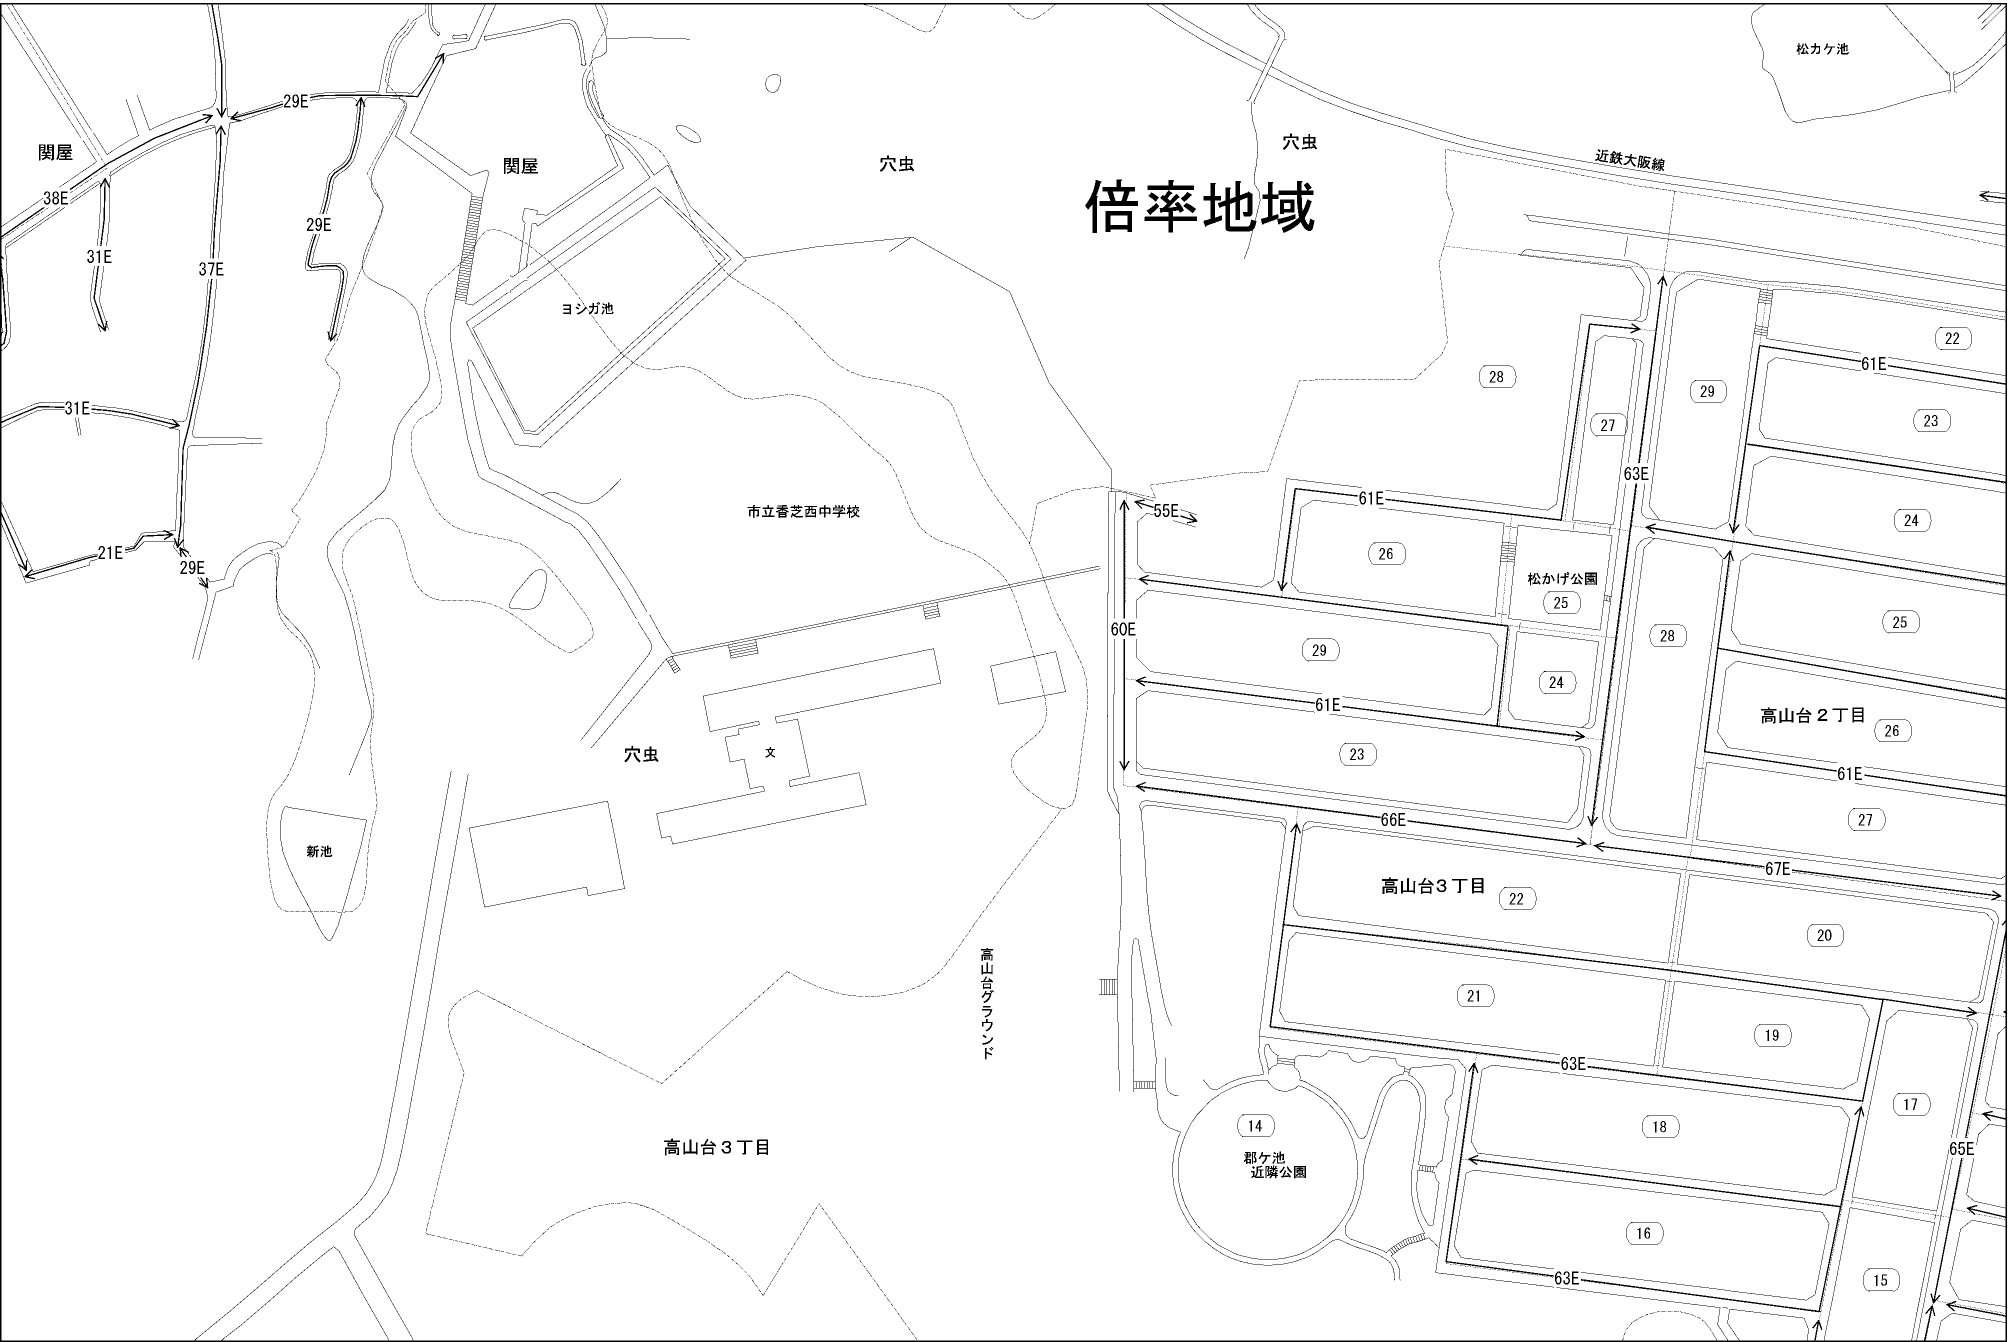 松カケ池
29E
関屋
関屋
穴虫
穴虫
近鉄大阪線
38E
倍率地域
29E
31E
37E
ヨシガ池
22
61E
28
29
31E
27
23
63E
61E
市立香芝西中学校
55E
24
21E
26
29E
松かげ公園
25
25
60E
28
29
24
61E
高山台2丁目
26
穴虫
文
23
61E
66E
27
新池
67E
高山台3丁目
22
20
高山台グラウンド
21
19
63E
17
14
18
高山台3丁目
65E
郡ケ池
近隣公園
16
63E
15